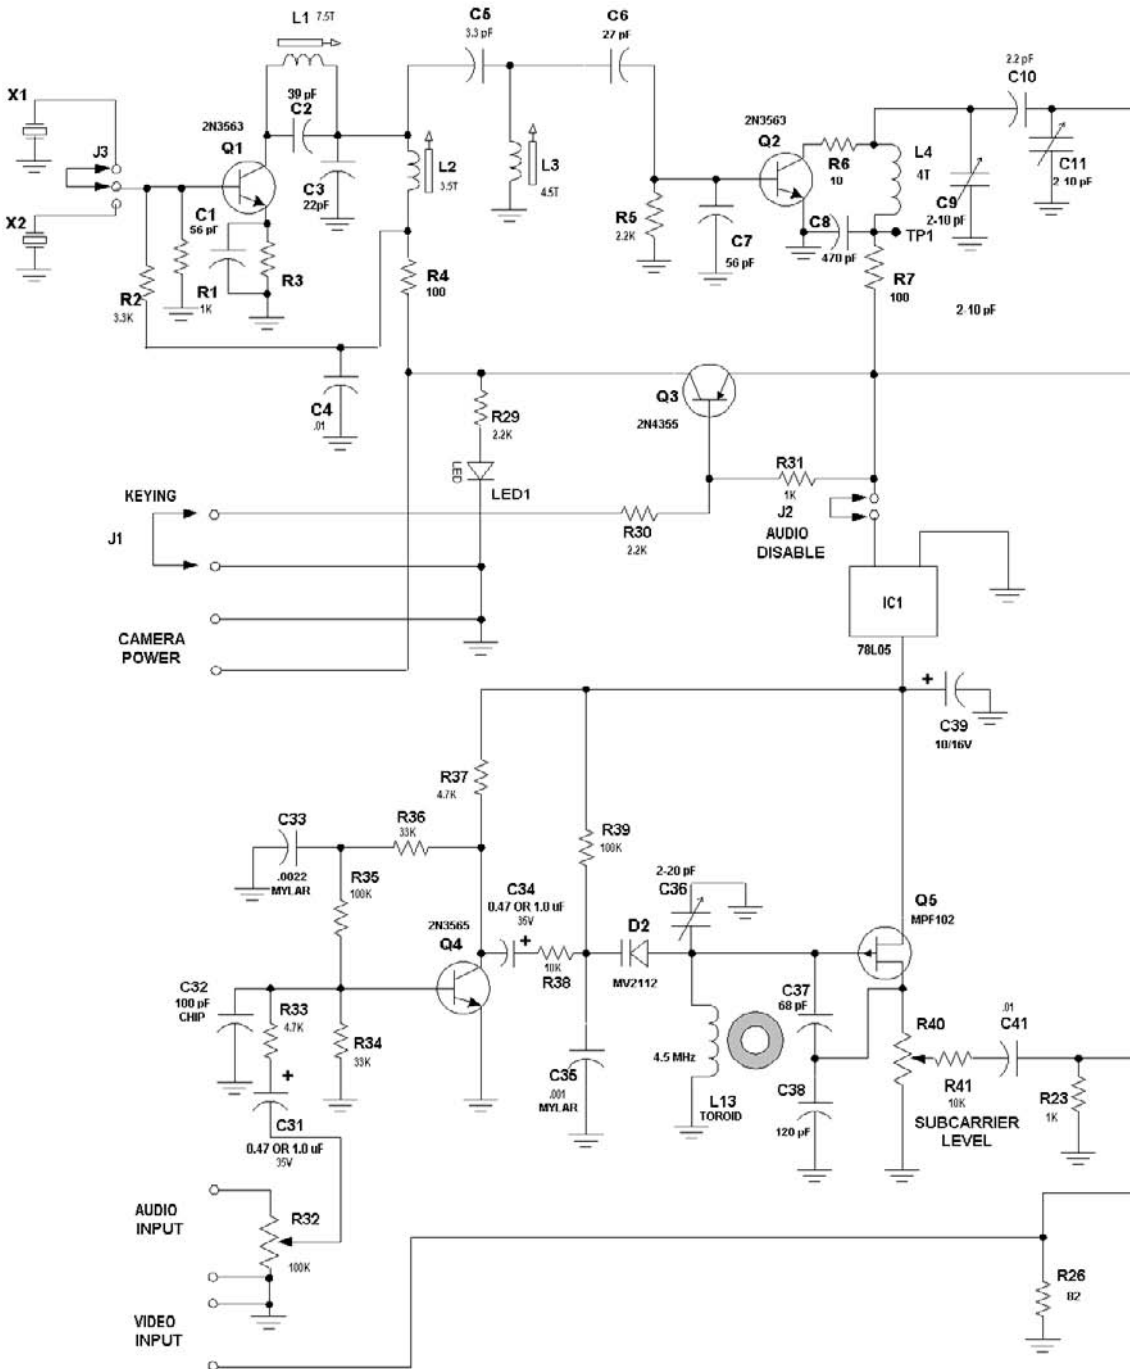 L1 7.5T
C5
3.3 pF
C6
27 pF
2.2 pF
C10
X1
39 pF
C2
2N3563
Q1
J3
L2
3.5T
L3
4.5T
2N3563
Q2
R6
10
L4
4T
C11
2-10 pF
C9
2-10 pF
C3
22pF
X2
C1
56 pF
R5
2.2K
C7
56 pF
C8
470 pF
TP1
R2
3.3K
R1
1K
R3
R4
100
R7
100
2-10 pF
C4
.01
R29
2.2K
Q3
2N4355
LED
LED1
R31
1K
J2
AUDIO
DISABLE
KEYING
J1
R30
2.2K
IC1
78L05
CAMERA
POWER
C39
10/16V
R37
4.7K
C33
.0022
MYLAR
R36
33K
R35
100K
R39
100K
2-20 pF
C36
C34
0.47 OR 1.0 uF
35V
2N3565
Q4
10K
R38
D2
MV2112
Q5
MPF102
C32
100 pF
CHIP
R33
4.7K
R34
33K
C37
68 pF
R40
.01
C41
4.5 MHz
C35
.001
MYLAR
L13
TOROID
C38
120 pF
R41
10K
SUBCARRIER
LEVEL
R23
1K
+
C31
0.47 OR 1.0 uF
35V
AUDIO
INPUT
R32
100K
VIDEO
INPUT
R26
82